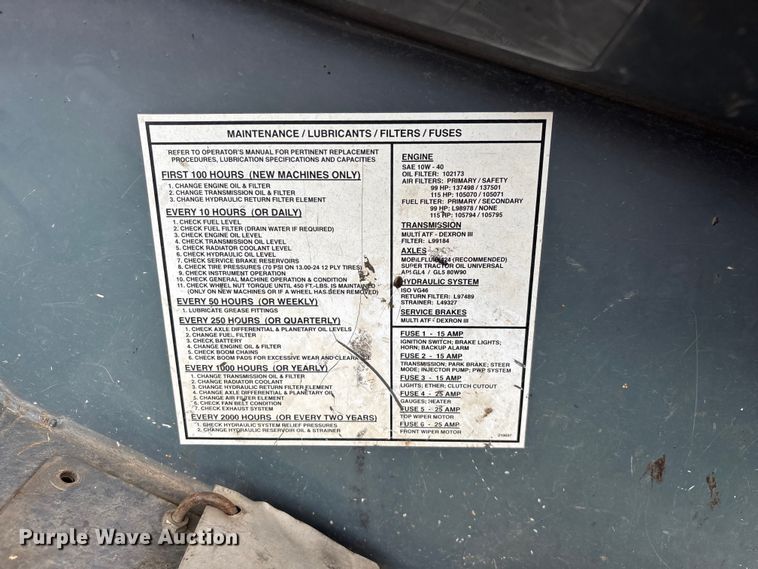 MAINTENANCE / LUBRICANTS / FILTERS / FUSES
REFER TO OPERATOR'S MANUAL FOR PERTINENT REPLACEMENT
PROCEDURES, LUBRICATION SPECIFICATIONS AND CAPACITIES
FIRST 100 HOURS (NEW MACHINES ONLY)
1. CHANGE ENGINE OIL & FILTER
2. CHANGE TRANSMISSION OIL & FILTER
3. CHANGE HYDRAULIC RETURN FILTER ELEMENT
EVERY 10 HOURS (OR DAILY)
1. CHECK FUEL LEVEL
2. CHECK FUEL FILTER (DRAIN WATER IF REQUIRED)
3. CHECK ENGINE OIL LEVEL
4. CHECK TRANSMISSION OIL LEVEL
5. CHECK RADIATOR COOLANT LEVEL
6. CHECK HYDRAULIC OIL LEVEL
7. CHECK SERVICE BRAKE RESERVOIRS
8. CHECK TIRE PRESSURES (70 PSI ON 13.00-24 12 PLY TIRES)
9. CHECK INSTRUMENT OPERATION
10. CHECK GENERAL MACHINE OPERATION & CONDITION
11. CHECK WHEEL NUT TORQUE UNTIL 450 FT.-LBS. IS MAINTAINED
(ONLY ON NEW MACHINES OR IF A WHEEL HAS BEEN REMOVED)
EVERY 50 HOURS (OR WEEKLY)
1. LUBRICATE GREASE FITTINGS
EVERY 250 HOURS (OR QUARTERLY)
1. CHECK AXLE DIFFERENTIAL & PLANETARY OIL LEVELS
2. CHANGE FUEL FILTER
3. CHECK BATTERY
4. CHANGE ENGINE OIL & FILTER
5. CHECK BOOM CHAINS
6. CHECK BOOM PADS FOR EXCESSIVE WEAR AND CLEARANCE
EVERY 1000 HOURS (OR YEARLY)
1. CHANGE TRANSMISSION OIL & FILTER
2. CHANGE RADIATOR COOLANT
3. CHANGE HYDRAULIC RETURN FILTER ELEMENT
4. CHANGE AXLE DIFFERENTIAL & PLANETARY OIL
5. CHANGE AIR FILTER ELEMENT
6. CHECK FAN BELT CONDITION
7. CHECK EXHAUST SYSTEM
EVERY 2000 HOURS (OR EVERY TWO YEARS)
1. CHECK HYDRAULIC SYSTEM RELIEF PRESSURES
2. CHANGE HYDRAULIC RESERVOIR OIL & STRAINER
ENGINE
SAE 10W - 40
OIL FILTER: 102173
AIR FILTERS: PRIMARY / SAFETY
99 HP: 137498 / 137501
115 HP: 105070 / 105071
FUEL FILTER: PRIMARY / SECONDARY
99 HP: L98978 / NONE
115 HP: 105794 / 105795
TRANSMISSION
MULTI ATF - DEXRON III
FILTER: L99184
AXLES
MOBILFLUID 424 (RECOMMENDED)
SUPER TRACTOR OIL UNIVERSAL
API GL4 / GL5 80W90
HYDRAULIC SYSTEM
ISO VG46
RETURN FILTER: L97489
STRAINER: L49327
SERVICE BRAKES
MULTI ATF - DEXRON III
FUSE 1 - 15 AMP
IGNITION SWITCH; BRAKE LIGHTS;
HORN; BACKUP ALARM
FUSE 2 - 15 AMP
TRANSMISSION; PARK BRAKE; STEER
MODE; INJECTOR PUMP; PWP SYSTEM
FUSE 3 - 15 AMP
LIGHTS; ETHER; CLUTCH CUTOUT
FUSE 4 - 25 AMP
GAUGES; HEATER
FUSE 5 - 25 AMP
TOP WIPER MOTOR
FUSE 6 - 25 AMP
FRONT WIPER MOTOR
Purple Wave Auction